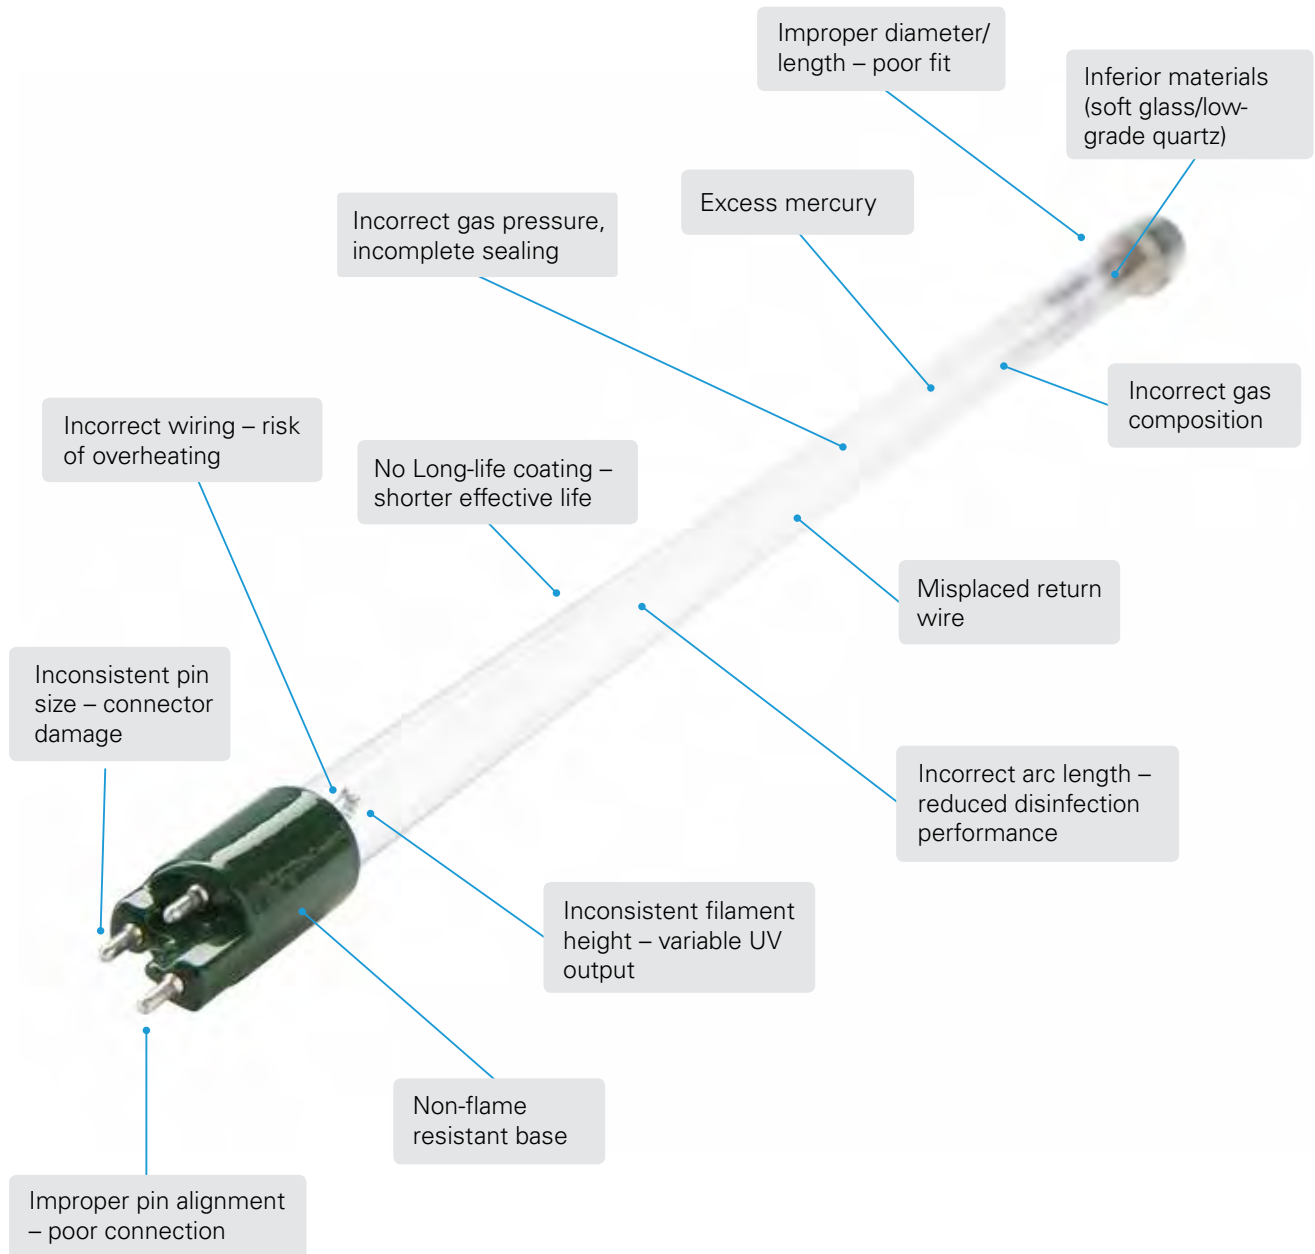 Improper diameter/
length – poor fit
Inferior materials
(soft glass/low-
grade quartz)
Excess mercury
Incorrect gas pressure,
incomplete sealing
Incorrect gas
composition
Incorrect wiring – risk
of overheating
No Long-life coating –
shorter effective life
Misplaced return
wire
Inconsistent pin
size – connector
damage
Incorrect arc length –
reduced disinfection
performance
Inconsistent filament
height – variable UV
output
Non-flame
resistant base
Improper pin alignment
– poor connection